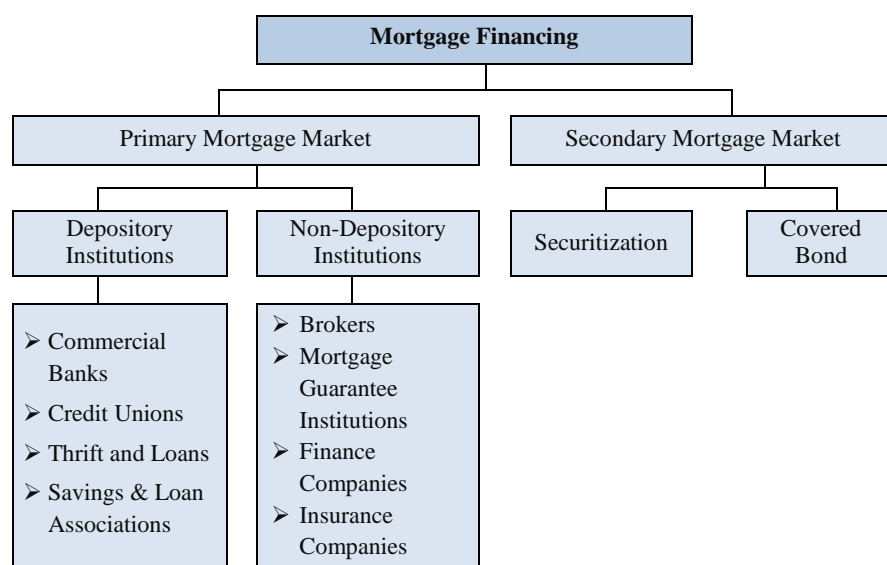 Mortgage Financing
Primary Mortgage Market
Secondary Mortgage Market
Depository
Institutions
Non-Depository
Institutions
Securitization
Covered
Bond
➢ Commercial
Banks
➢ Credit Unions
➢ Thrift and Loans
➢ Savings & Loan
Associations
➢ Brokers
➢ Mortgage
Guarantee
Institutions
➢ Finance
Companies
➢ Insurance
Companies